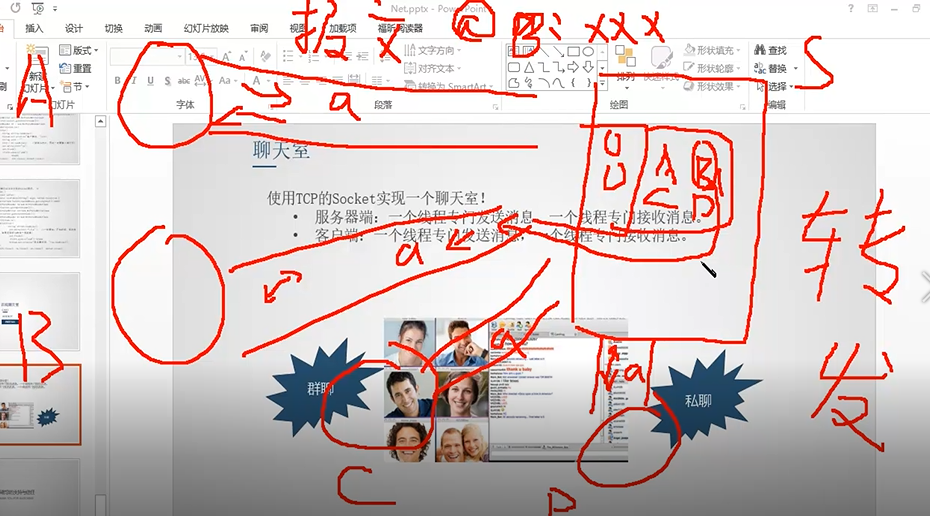 Net.pptx - PowerPoint
插入 设计 切换 动画 幻灯片放映 审阅 视图 加载项 福昕阅读器
新建
幻灯片
版式
重置
节
B I U S abc AV Aa A
文字方向
对齐文本
转换为 SmartArt
排列
快速样式
形状填充
形状轮廓
形状效果
查找
替换
选择
字体
段落
绘图
编辑
报文 @B: xxx
A
S
a
聊天室
使用TCP的Socket实现一个聊天室!
• 服务器端: 一个线程专门发送消息, 一个线程专门接收消息。
• 客户端: 一个线程专门发送消息, 一个线程专门接收消息。
A B
C D
a
转
发
B
a
a
群聊
私聊
C
D